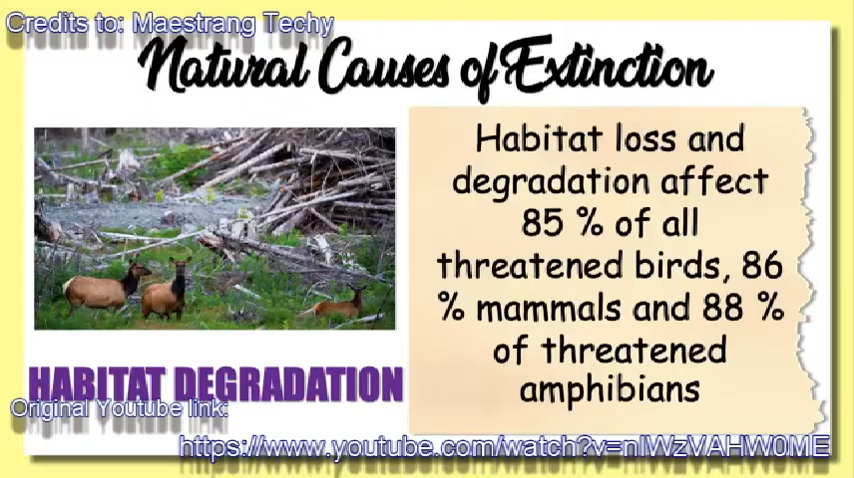 Credits to: Maestrang Techy
Natural Causes of Extinction
Habitat loss and
degradation affect
85 % of all
threatened birds, 86
% mammals and 88 %
of threatened
amphibians
HABITAT DEGRADATION
Original Youtube link:
https://www.youtube.com/watch?v=nIWzVAHW0ME